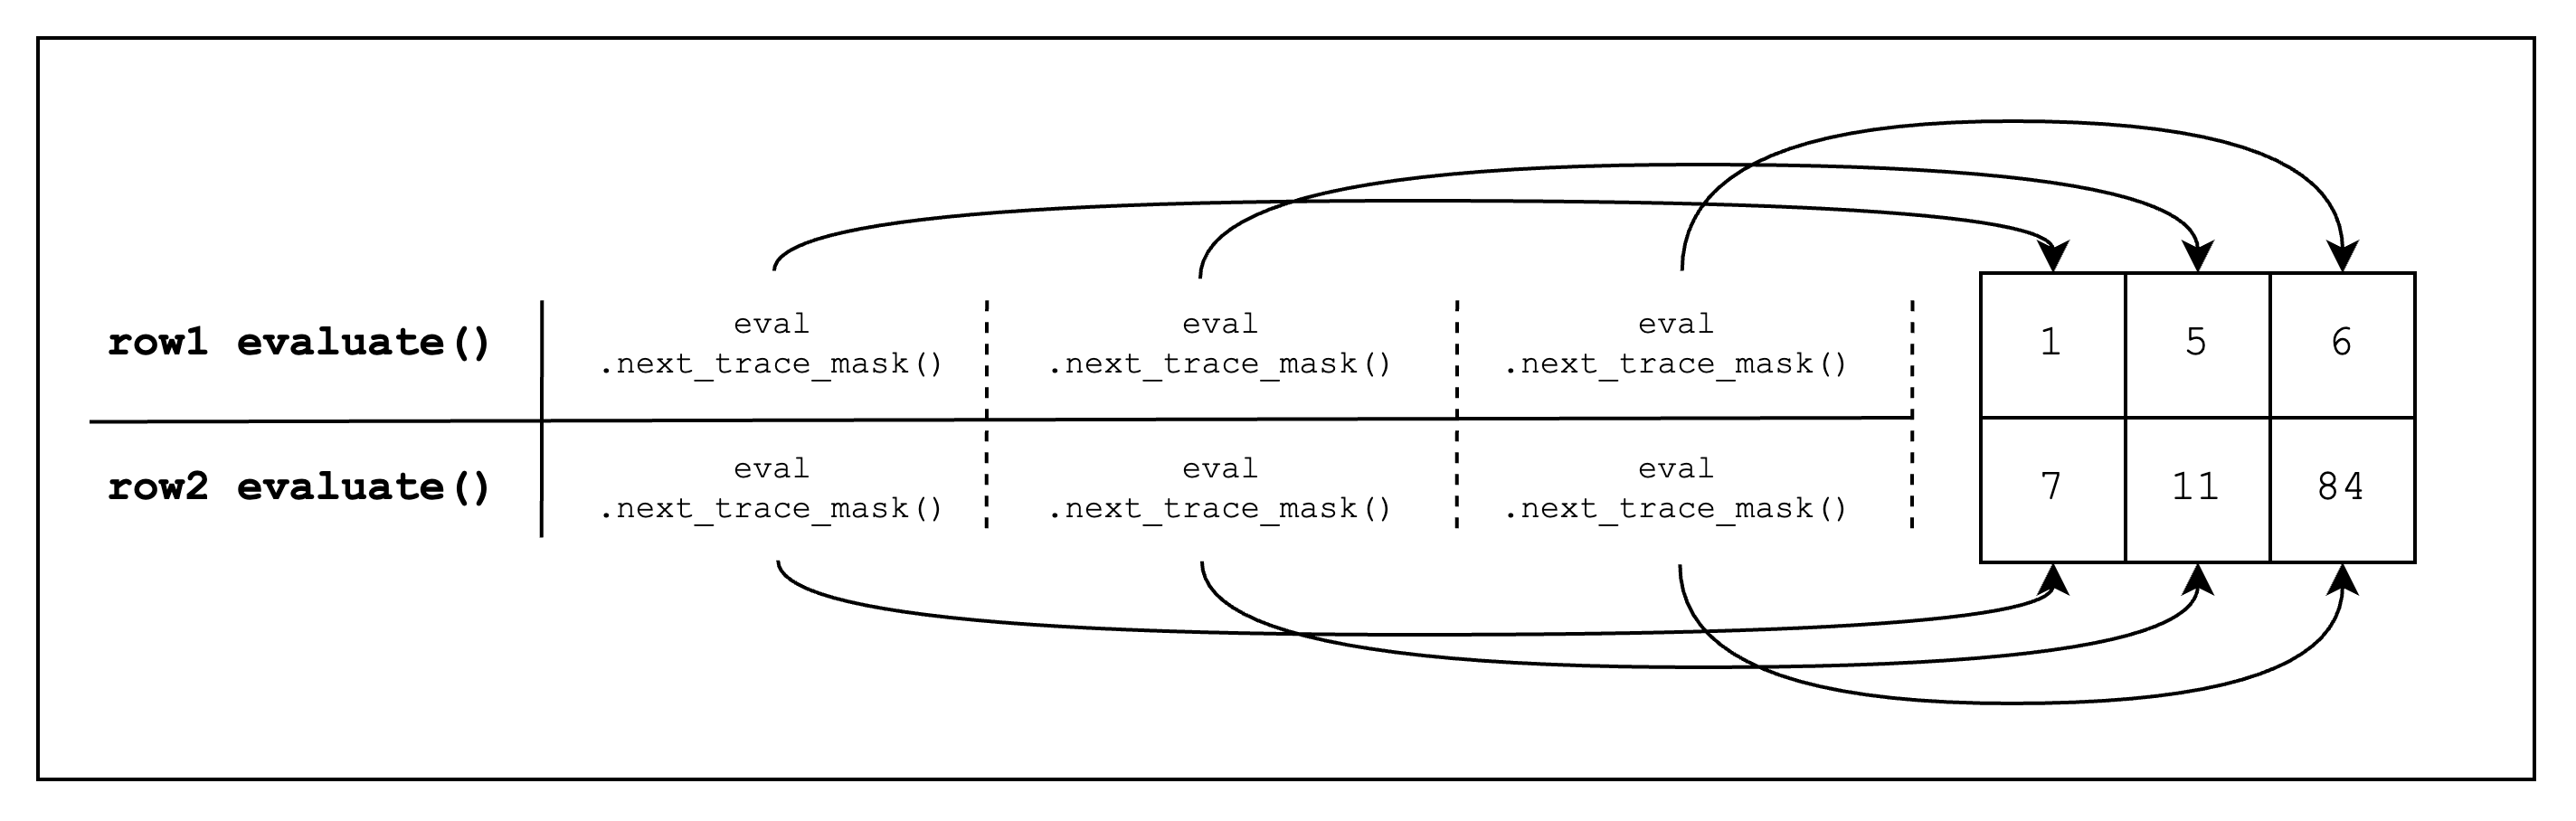 row1 evaluate()
eval
.next_trace_mask()
eval
.next_trace_mask()
eval
.next_trace_mask()
1
5
6
row2 evaluate()
eval
.next_trace_mask()
eval
.next_trace_mask()
eval
.next_trace_mask()
7
11
84